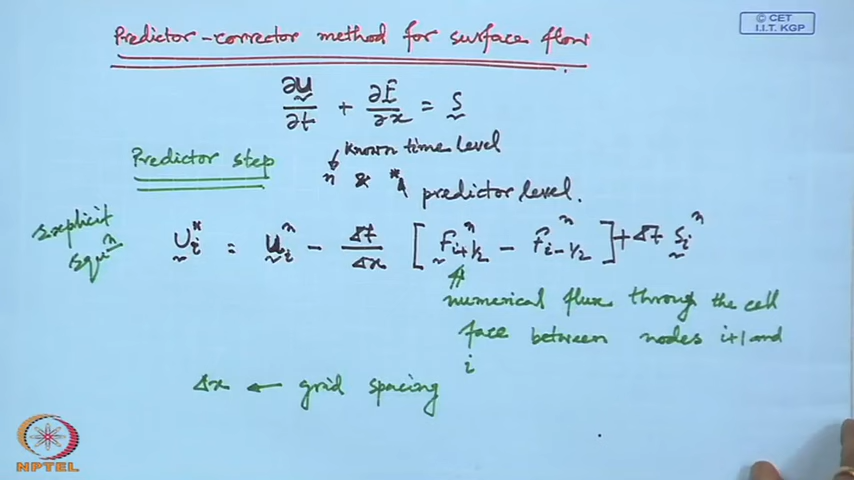 © CET
I.I.T. KGP
Predictor-corrector method for surface flow
∂U/∂t + ∂F/∂x = S
Predictor step
known time level
n & * predictor level.
Explicit
equⁿ
U_i^* = U_i^n - Δt/Δx [F_{i+1/2}^n - F_{i-1/2}^n] + Δt S_i^n
numerical flux through the cell
face between nodes i+1 and
i
Δx ← grid spacing
NPTEL